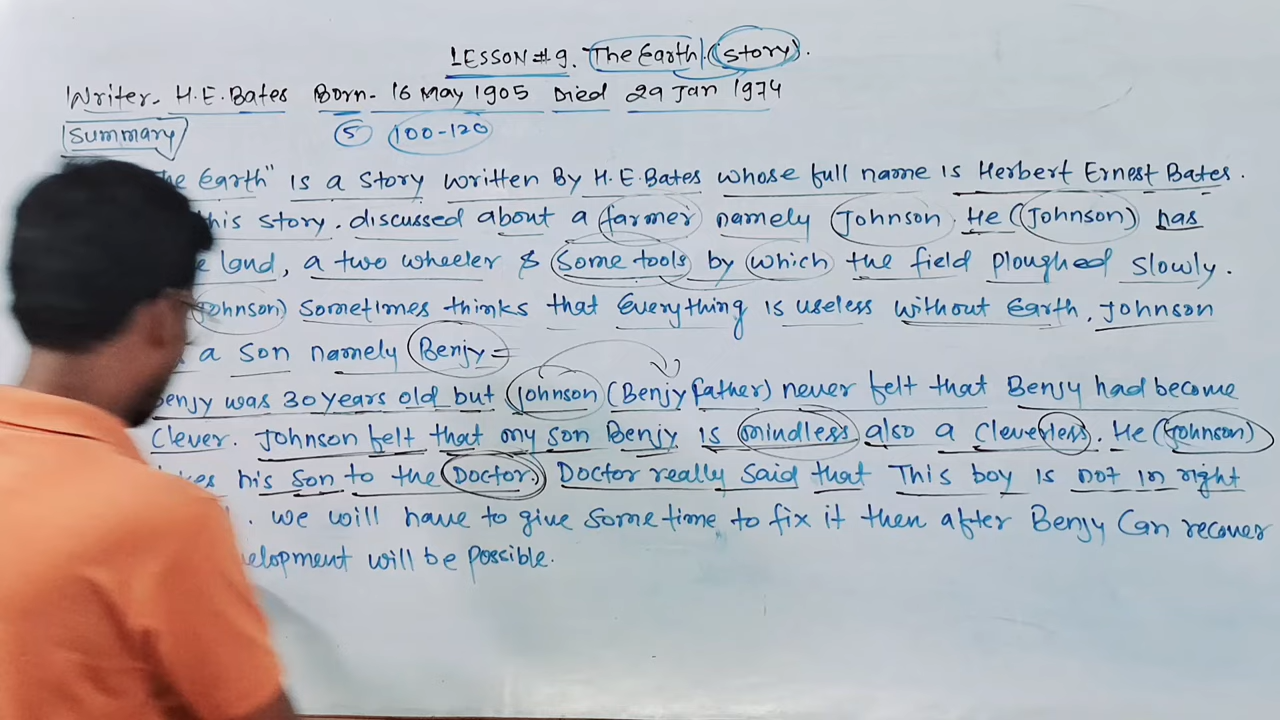 LESSON # 9. The Earth (Story).
Writer- H.E. Bates Born- 16 May 1905 Died 29 Jan 1974
Summary 5 100-120
Earth" is a Story written By H.E. Bates whose full name is Herbert Ernest Bates.
this story. discussed about a farmer namely Johnson. He (Johnson) has
land, a two wheeler & some tools by which the field ploughed slowly.
Johnson) sometimes thinks that Everything is useless without Earth. Johnson
a son namely Benjy=
Benjy was 30 years old but Johnson (Benjy father) never felt that Benjy had become
Clever. Johnson felt that my son Benjy is mindless also a Cleverless. He (Johnson)
his son to the Doctor. Doctor really said that This boy is not in right
we will have to give some time to fix it then after Benjy Can recover
will be possible.